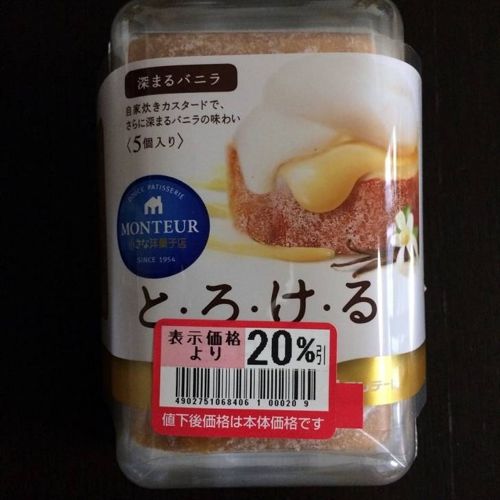 深まるバニラ
自家炊きカスタードで、
さらに深まるバニラの味わい
〈5個入り〉
DOUCE PATISSERIE
MONTEUR
小さな洋菓子店
SINCE 1954
と・ろ・け・る
表示価格
より
20%引
4902751068406 1 00020 9
値下後価格は本体価格です